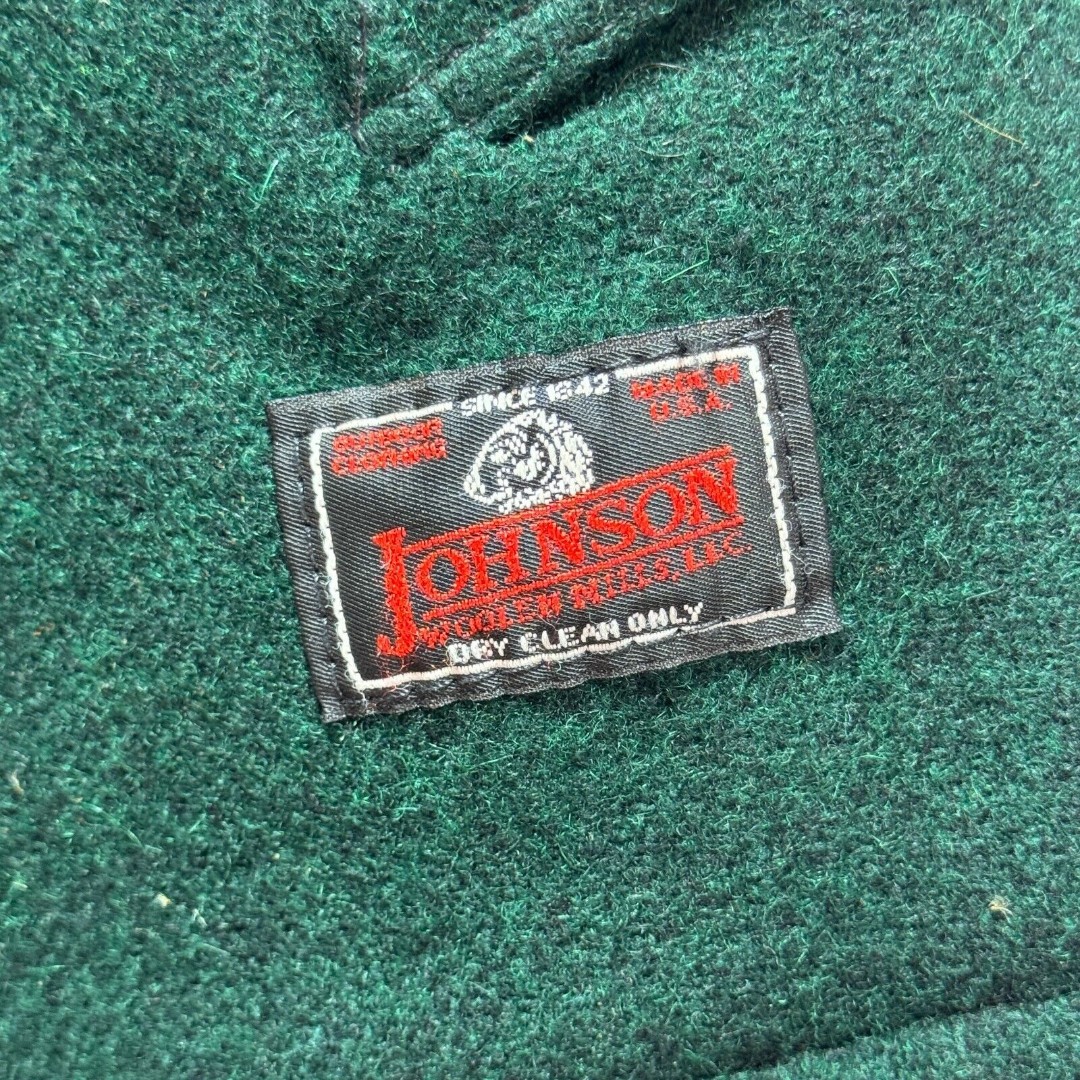 SINCE 1842
MADE IN
U.S.A.
OUTDOOR
CLOTHING
JOHNSON
WOOLEN MILLS, LLC.
DRY CLEAN ONLY